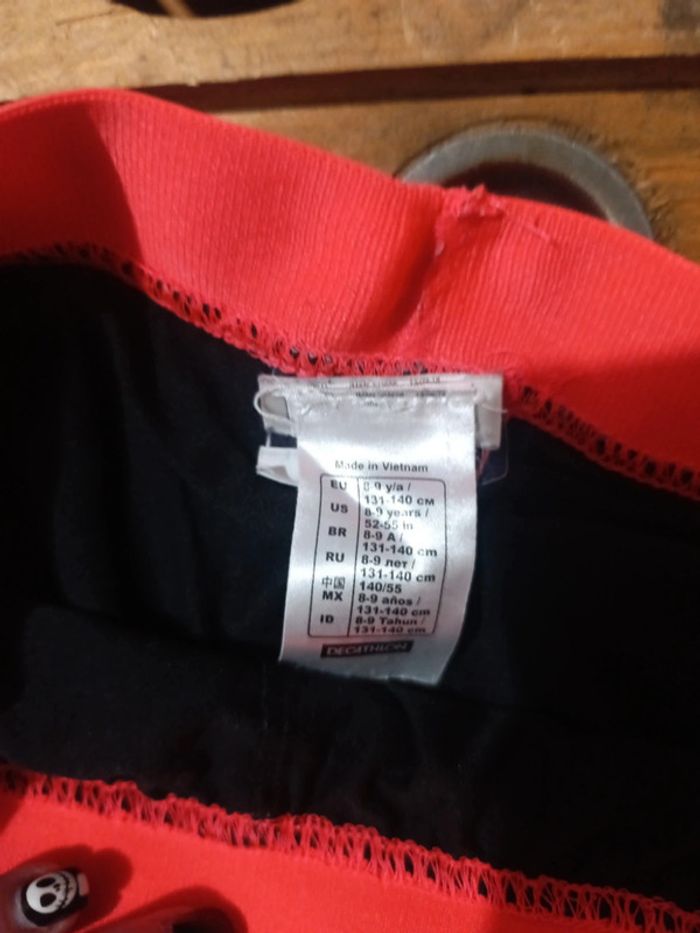 Made in Vietnam
EU 8-9 y/a /
131-140 см
US 8-9 years /
52-55 in
BR 8-9 A /
131-140 cm
RU 8-9 лет /
131-140 cm
中国 140/55
MX 8-9 años /
131-140 cm
ID 8-9 Tahun /
131-140 cm
DECATHLON